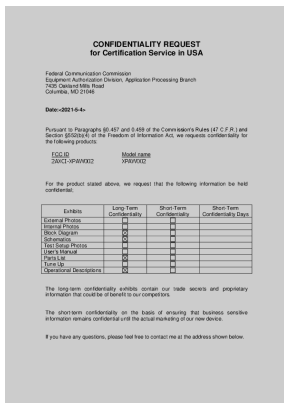 CONFIDENTIALITY REQUEST
for Certification Service in USA
Federal Communication Commission
Equipment Authorization Division, Application Processing Branch
7435 Oakland Mills Road
Columbia, MD 21046
Date:<2021-6-4>
Pursuant to Paragraphs §0.457 and 0.459 of the Commission's Rules (47 C.F.R.) and
Section §552(b)(4) of the Freedom of Information Act, we requests confidentiality for
the following products:
FCC ID Model name
2AXCI-XPAW002 XPAW002
For the product stated above, we request that the following information be held
confidential.
Exhibits Long-Term Confidentiality Short-Term Confidentiality Short-Term Confidentiality Days
External Photos ☐ ☐
Internal Photos ☐ ☐
Block Diagram ☒ ☐
Schematics ☒ ☐
Test Setup Photos ☐ ☐
User's Manual ☐ ☐
Parts List ☒ ☐
Tune Up ☐ ☐
Operational Descriptions ☒ ☐
The long-term confidentiality exhibits contain our trade secrets and proprietary
information that could be of benefit to our competitors.
The short-term confidentiality on the basis of ensuring that business sensitive
information remains confidential until the actual marketing of our new device.
If you have any questions, please feel free to contact me at the address shown below.